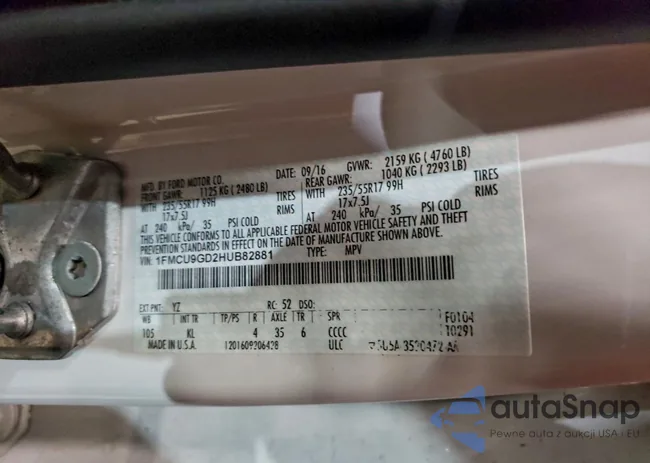 MFD. BY FORD MOTOR CO.
DATE: 09/16 GVWR: 2159 KG ( 4760 LB)
FRONT GAWR: 1125 KG ( 2480 LB) REAR GAWR: 1040 KG ( 2293 LB)
WITH 235/55R17 99H TIRES WITH 235/55R17 99H TIRES
17x7.5J RIMS 17x7.5J RIMS
AT 240 kPa/ 35 PSI COLD AT 240 kPa/ 35 PSI COLD
THIS VEHICLE CONFORMS TO ALL APPLICABLE FEDERAL MOTOR VEHICLE SAFETY AND THEFT
PREVENTION STANDARDS IN EFFECT ON THE DATE OF MANUFACTURE SHOWN ABOVE.
VIN: 1FMCU9GD2HUB82881 TYPE: MPV
EXT PNT: YZ RC: 52 DSO:
WB INT TR TP/PS R AXLE TR SPR F0104
105 KL 4 35 6 CCCC 10291
MADE IN U.S.A. 1201609206428 ULC
autaSnap
Pewne auta z aukcji USA i EU